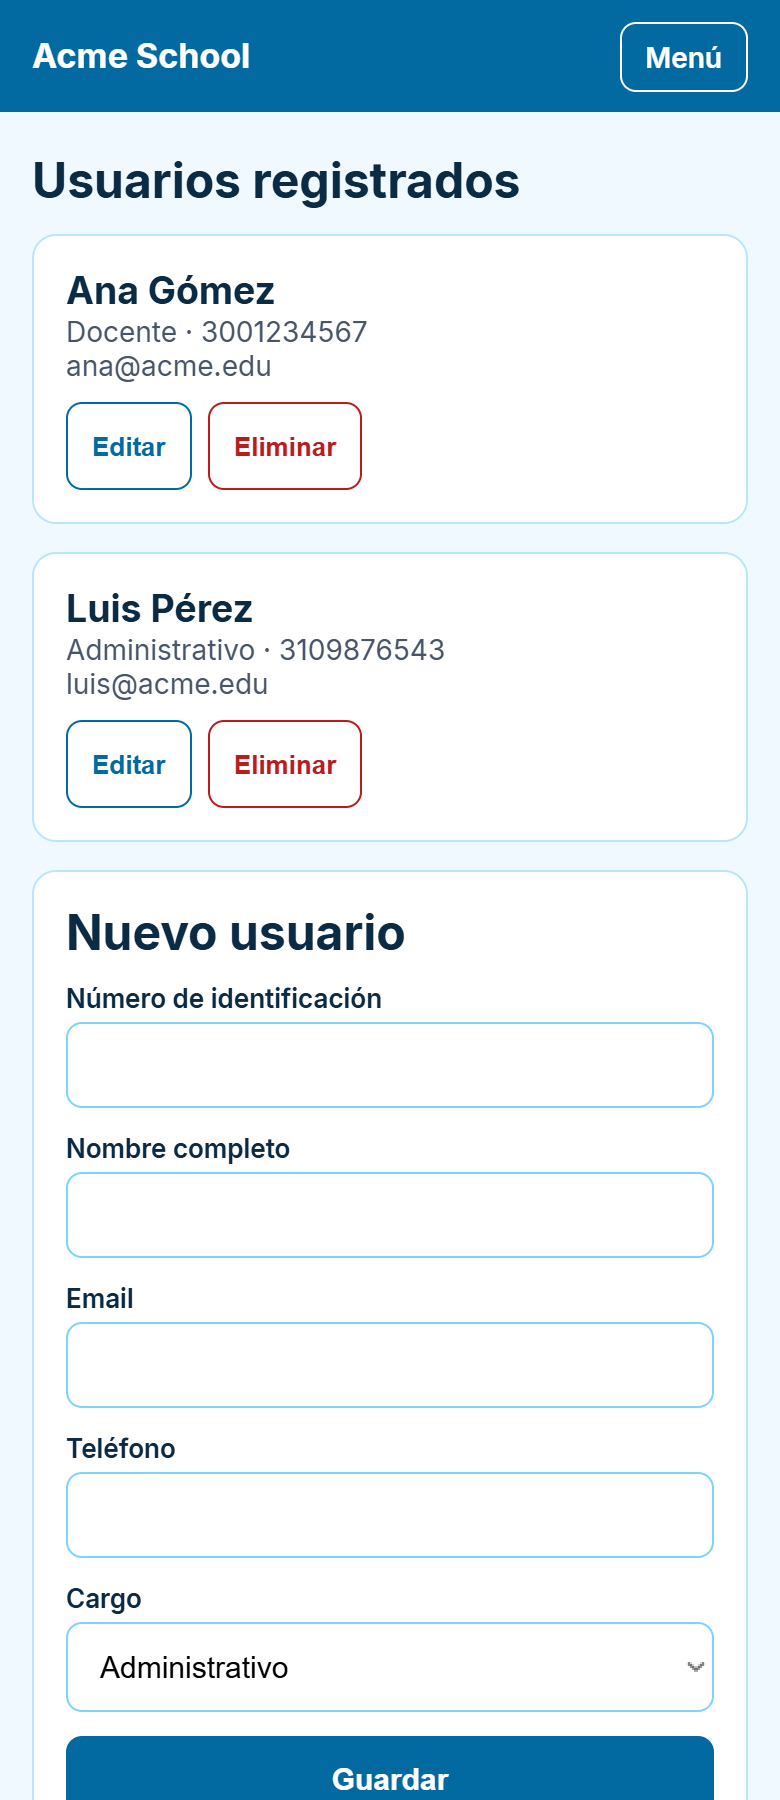 Acme School
Menú
Usuarios registrados
Ana Gómez
Docente · 3001234567
ana@acme.edu
Editar
Eliminar
Luis Pérez
Administrativo · 3109876543
luis@acme.edu
Editar
Eliminar
Nuevo usuario
Número de identificación
Nombre completo
Email
Teléfono
Cargo
Administrativo
Guardar